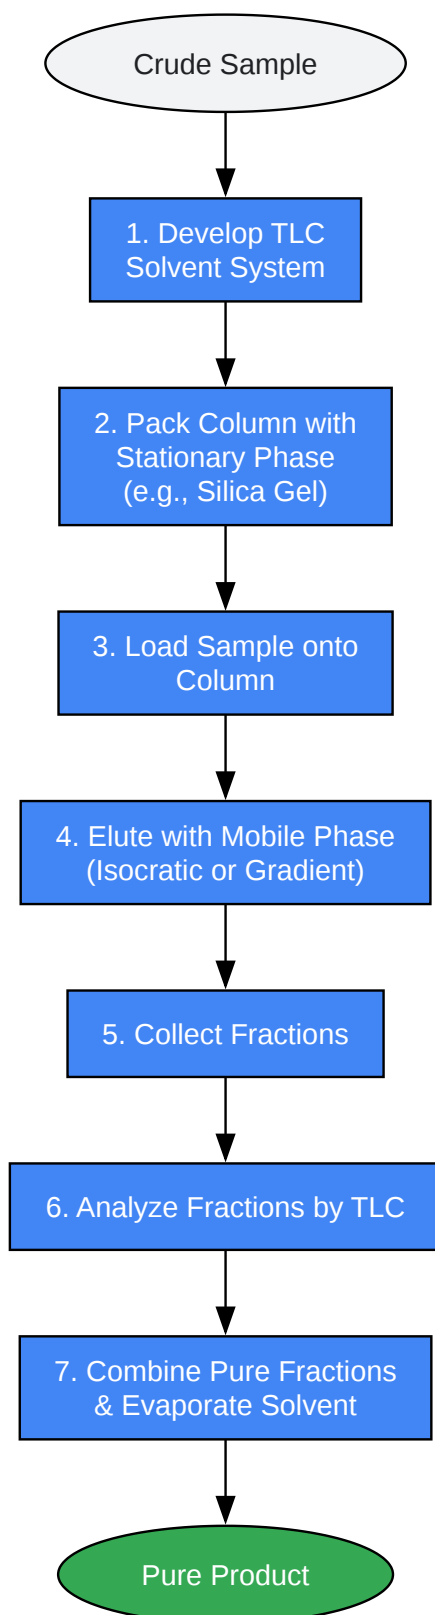 Crude Sample
1. Develop TLC
Solvent System
2. Pack Column with
Stationary Phase
(e.g., Silica Gel)
3. Load Sample onto
Column
4. Elute with Mobile Phase
(Isocratic or Gradient)
5. Collect Fractions
6. Analyze Fractions by TLC
7. Combine Pure Fractions
& Evaporate Solvent
Pure Product